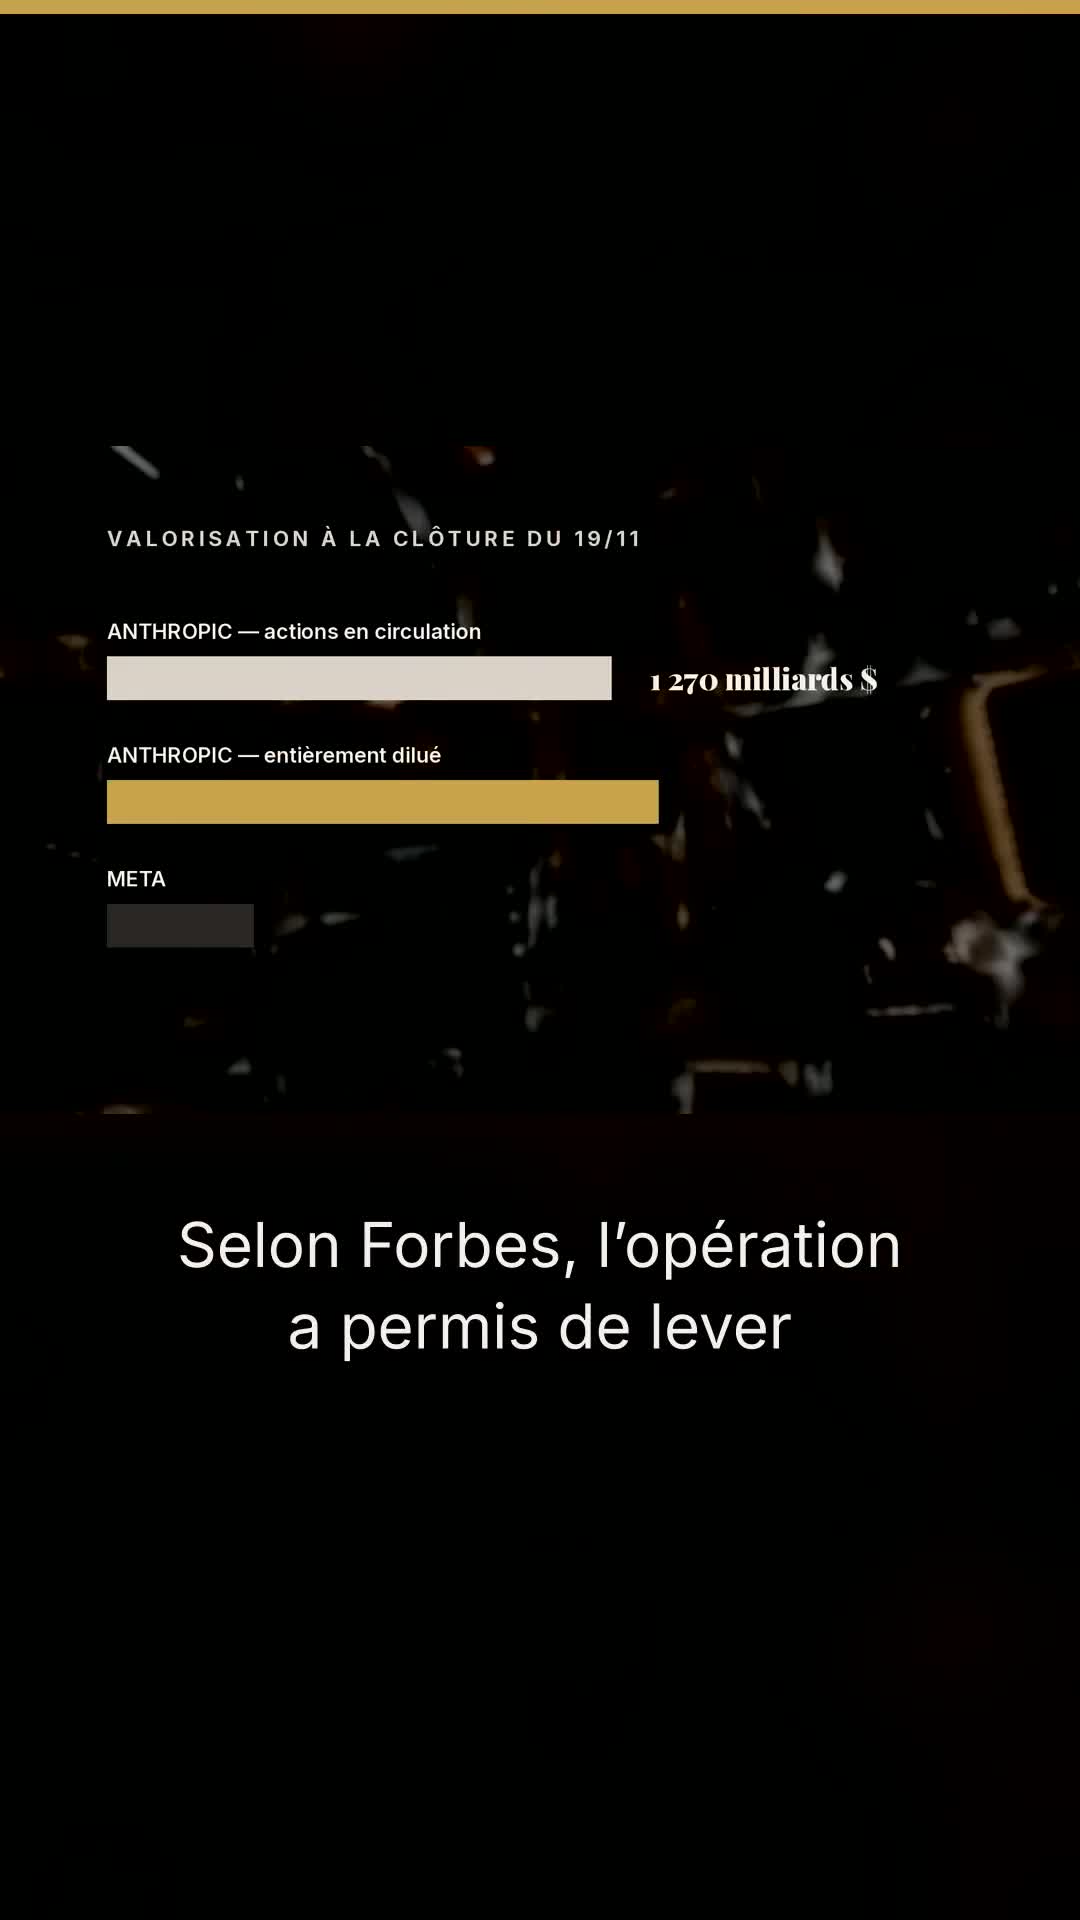 VALORISATION À LA CLÔTURE DU 19/11
ANTHROPIC — actions en circulation
1 270 milliards $
ANTHROPIC — entièrement dilué
META
Selon Forbes, l’opération
a permis de lever